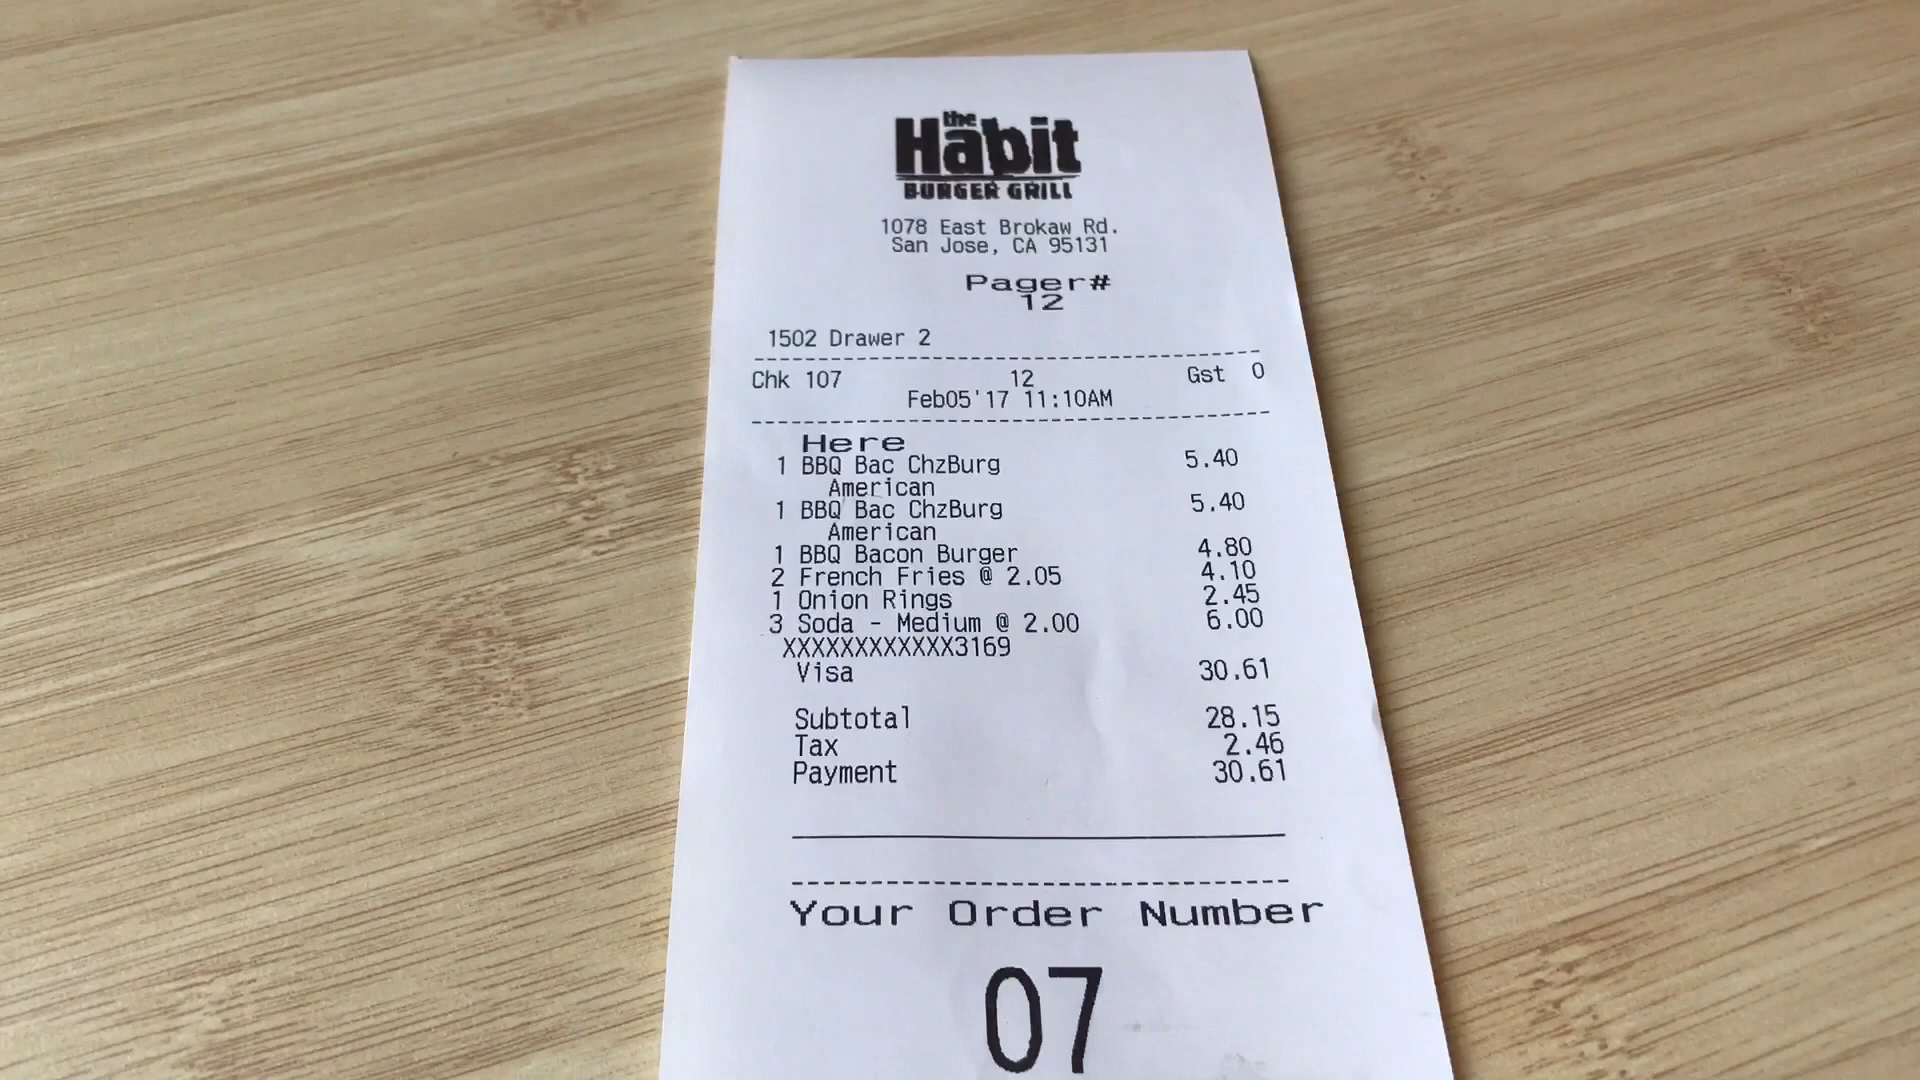 the
Habit
BURGER GRILL
1078 East Brokaw Rd.
San Jose, CA 95131
Pager#
12
1502 Drawer 2
Chk 107 12 Gst 0
Feb05'17 11:10AM
Here
1 BBQ Bac ChzBurg 5.40
American
1 BBQ Bac ChzBurg 5.40
American
1 BBQ Bacon Burger 4.80
2 French Fries @ 2.05 4.10
1 Onion Rings 2.45
3 Soda - Medium @ 2.00 6.00
XXXXXXXXXXXX3169
Visa 30.61
Subtotal 28.15
Tax 2.46
Payment 30.61
Your Order Number
07